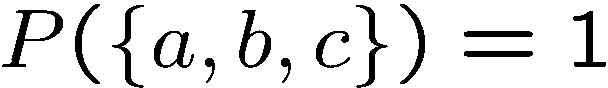 P({a, b, c}) = 1